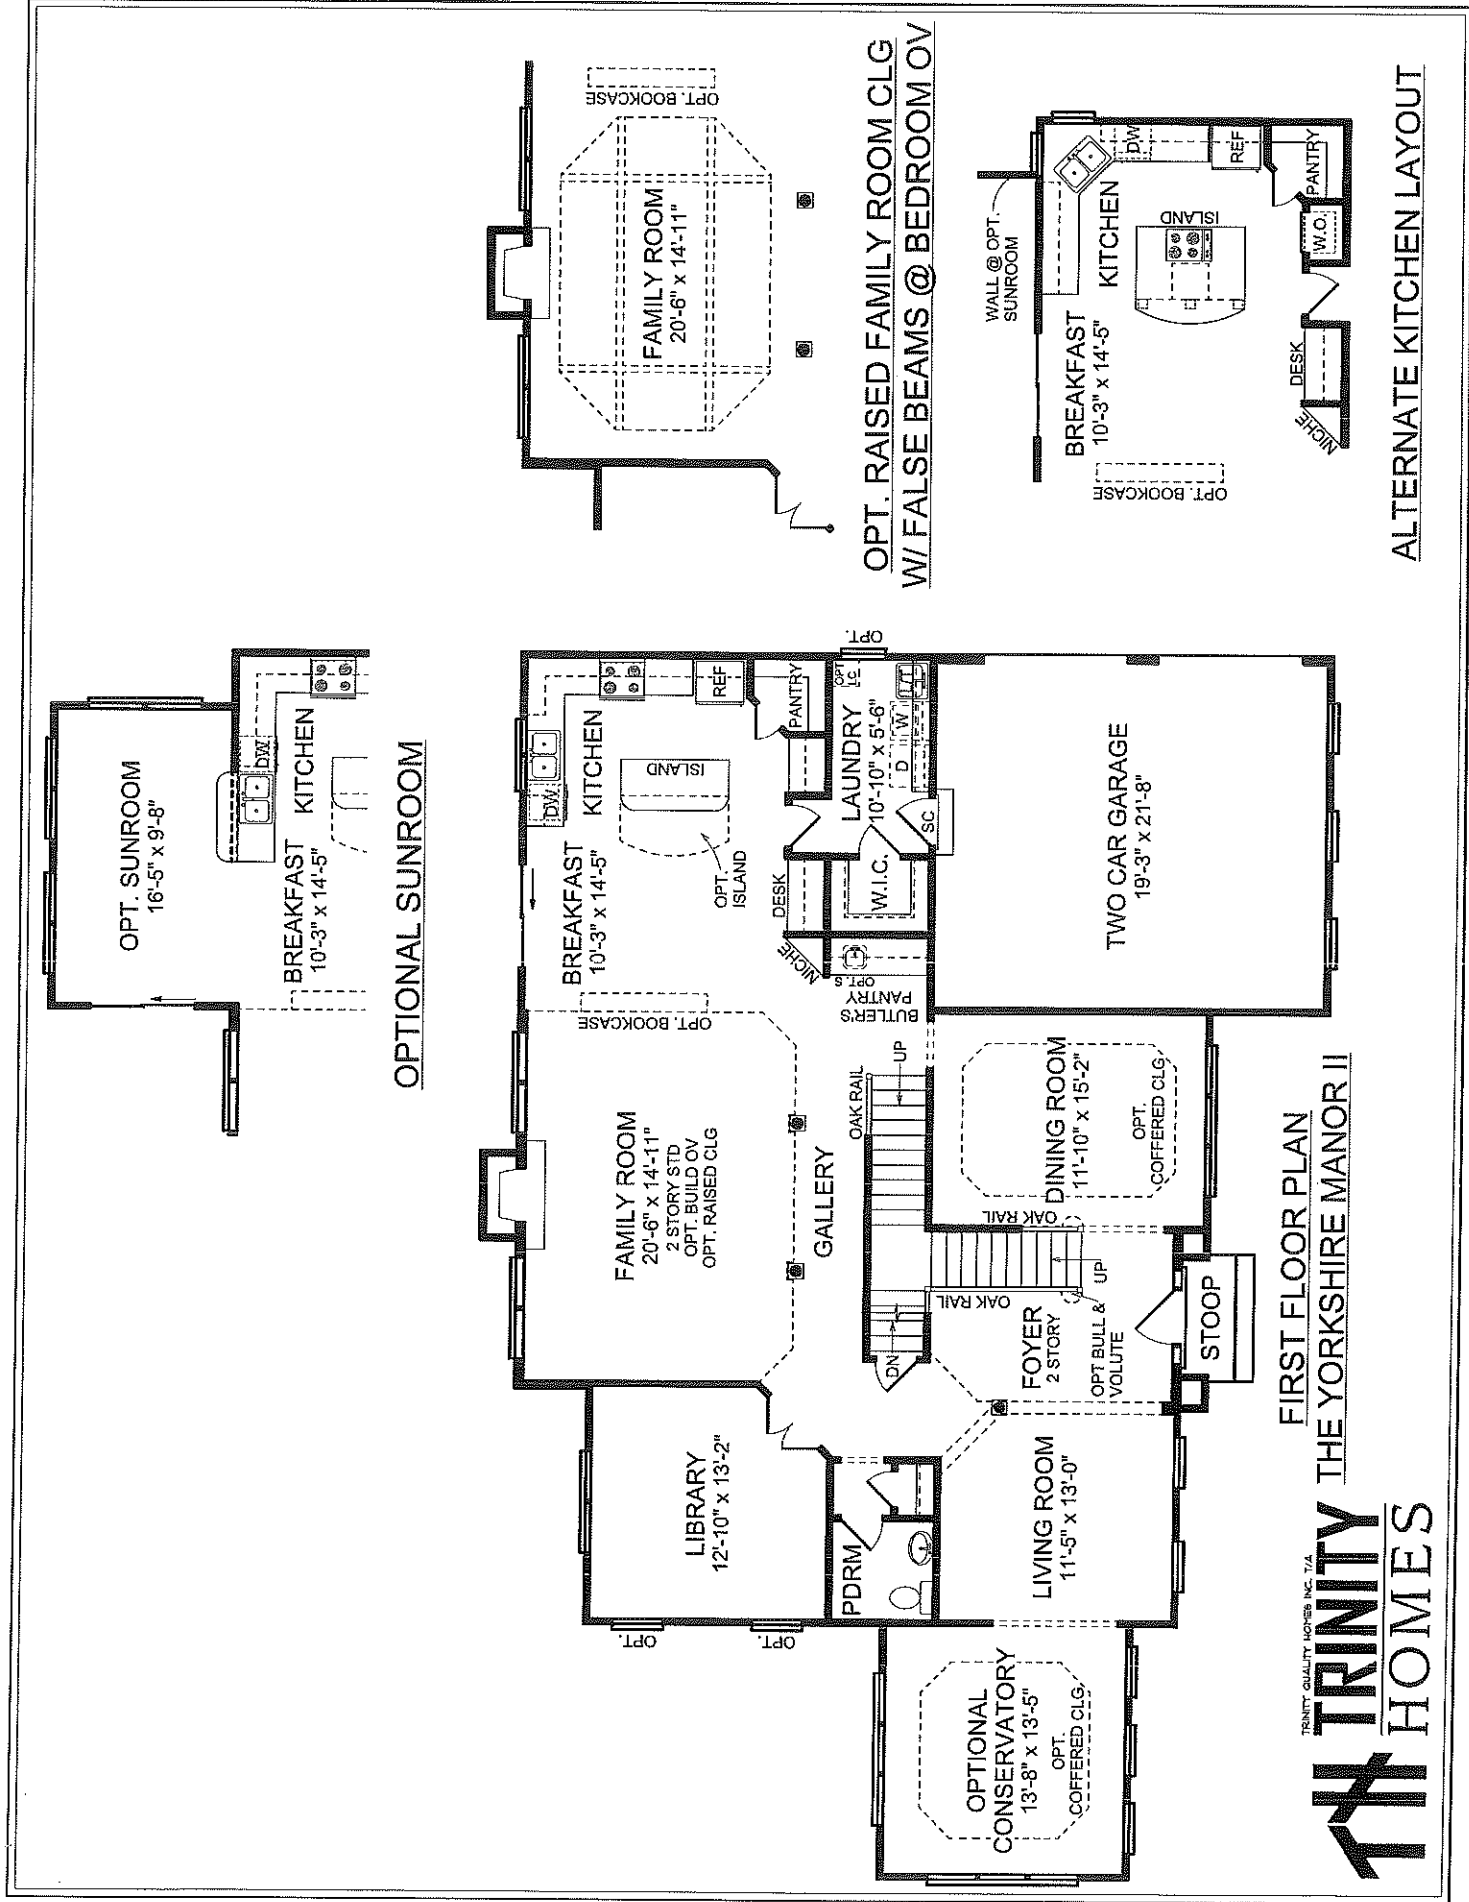 OPT. SUNROOM
16'-5" x 9'-8"
BREAKFAST
10'-3" x 14'-5"
KITCHEN
DW
OPTIONAL SUNROOM
FAMILY ROOM
20'-6" x 14'-11"
OPT. BOOKCASE
OPT. RAISED FAMILY ROOM CLG
W/ FALSE BEAMS @ BEDROOM OV
WALL @ OPT.
SUNROOM
BREAKFAST
10'-3" x 14'-5"
KITCHEN
DW
REF
ISLAND
PANTRY
W.O.
DESK
NICHE
OPT. BOOKCASE
ALTERNATE KITCHEN LAYOUT
FAMILY ROOM
20'-6" x 14'-11"
2 STORY STD
OPT. BUILD OV
OPT. RAISED CLG
OPT. BOOKCASE
BREAKFAST
10'-3" x 14'-5"
KITCHEN
DW
REF
ISLAND
OPT.
ISLAND
PANTRY
DESK
NICHE
LAUNDRY
10'-10" x 5'-6"
OPT
L.C.
OPT.
D
W
W.I.C.
SC
OPT. S
BUTLER'S
PANTRY
LIBRARY
12'-10" x 13'-2"
OPT.
OPT.
GALLERY
OAK RAIL
UP
DN
PDRM
FOYER
2 STORY
OAK RAIL
OAK RAIL
UP
OPT BULL &
VOLUTE
DINING ROOM
11'-10" x 15'-2"
OPT.
COFFERED CLG
TWO CAR GARAGE
19'-3" x 21'-8"
LIVING ROOM
11'-5" x 13'-0"
OPTIONAL
CONSERVATORY
13'-8" x 13'-5"
OPT.
COFFERED CLG.
STOOP
FIRST FLOOR PLAN
THE YORKSHIRE MANOR II
TRINITY QUALITY HOMES INC. T/A
TRINITY
HOMES